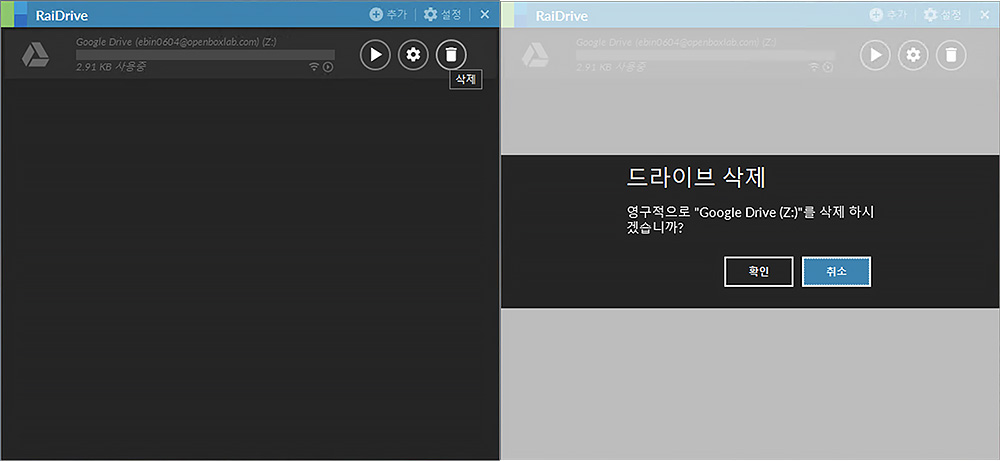 RaiDrive
추가
설정
Google Drive (ebin0604@openboxlab.com) (Z:)
2.91 KB 사용중
삭제
RaiDrive
추가
설정
Google Drive (ebin0604@openboxlab.com) (Z:)
2.91 KB 사용중
드라이브 삭제
영구적으로 "Google Drive (Z:)"를 삭제 하시
겠습니까?
확인
취소